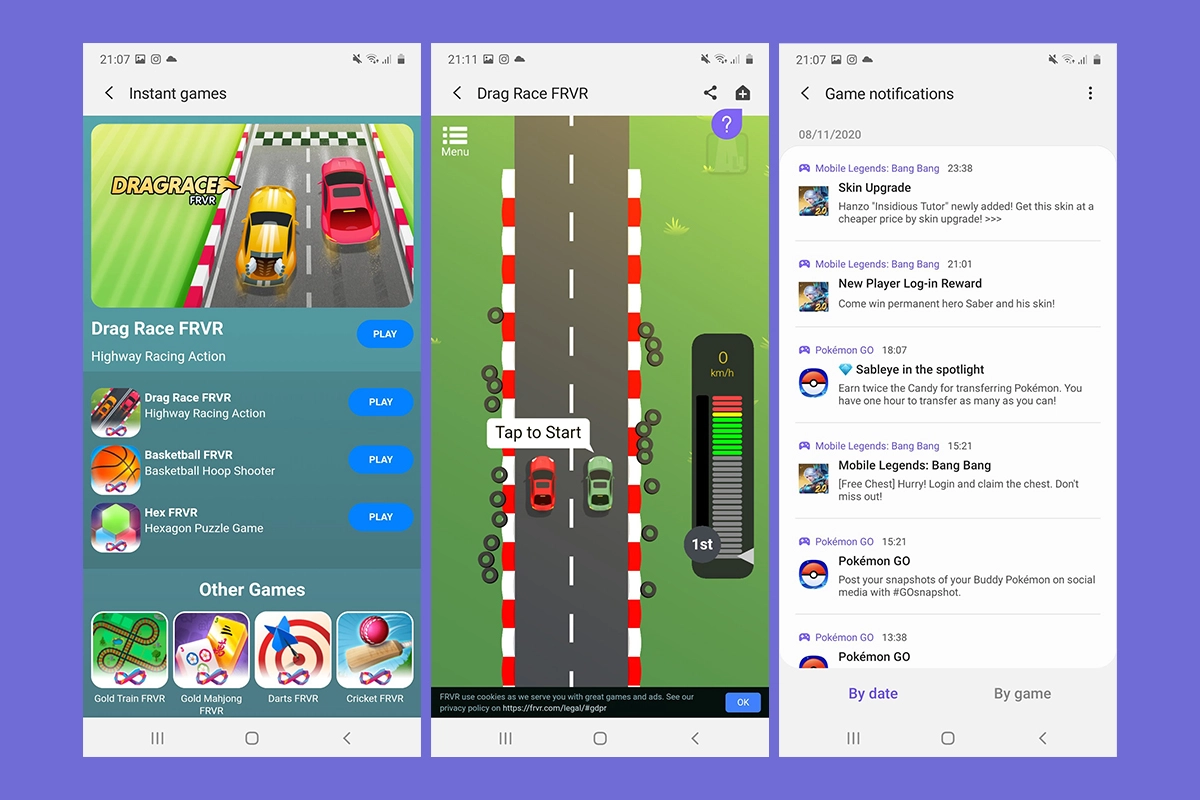 21:07
Instant games
DRAGRACE
FRVR
Drag Race FRVR
PLAY
Highway Racing Action
Drag Race FRVR
Highway Racing Action
PLAY
Basketball FRVR
Basketball Hoop Shooter
PLAY
Hex FRVR
Hexagon Puzzle Game
PLAY
Other Games
Gold Train FRVR
Gold Mahjong
FRVR
Darts FRVR
Cricket FRVR
21:11
Drag Race FRVR
?
Menu
0
km/h
Tap to Start
1st
FRVR use cookies as we serve you with great games and ads. See our
privacy policy on https://frvr.com/legal/#gdpr
OK
21:07
Game notifications
08/11/2020
Mobile Legends: Bang Bang 23:38
Skin Upgrade
Hanzo "Insidious Tutor" newly added! Get this skin at a
cheaper price by skin upgrade! >>>
Mobile Legends: Bang Bang 21:01
New Player Log-in Reward
Come win permanent hero Saber and his skin!
Pokémon GO 18:07
💎 Sableye in the spotlight
Earn twice the Candy for transferring Pokémon. You
have one hour to transfer as many as you can!
Mobile Legends: Bang Bang 15:21
Mobile Legends: Bang Bang
[Free Chest] Hurry! Login and claim the chest. Don't
miss out!
Pokémon GO 15:21
Pokémon GO
Post your snapshots of your Buddy Pokémon on social
media with #GOsnapshot.
Pokémon GO 13:38
Pokémon GO
By date
By game